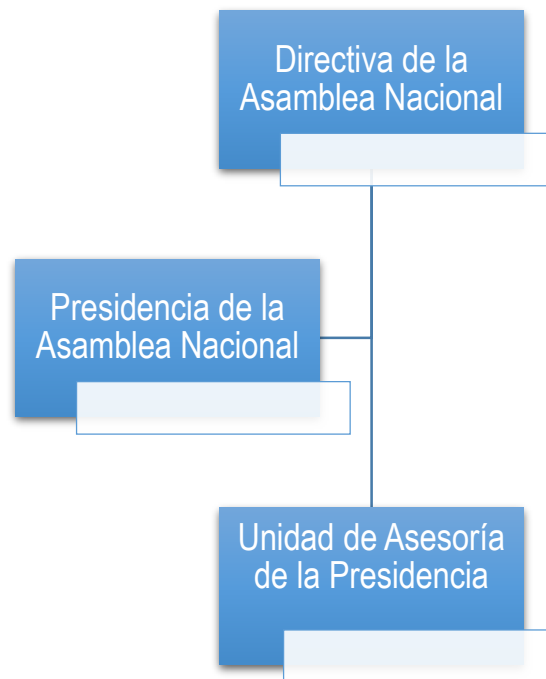 Directiva de la
Asamblea Nacional
Presidencia de la
Asamblea Nacional
Unidad de Asesoría
de la Presidencia